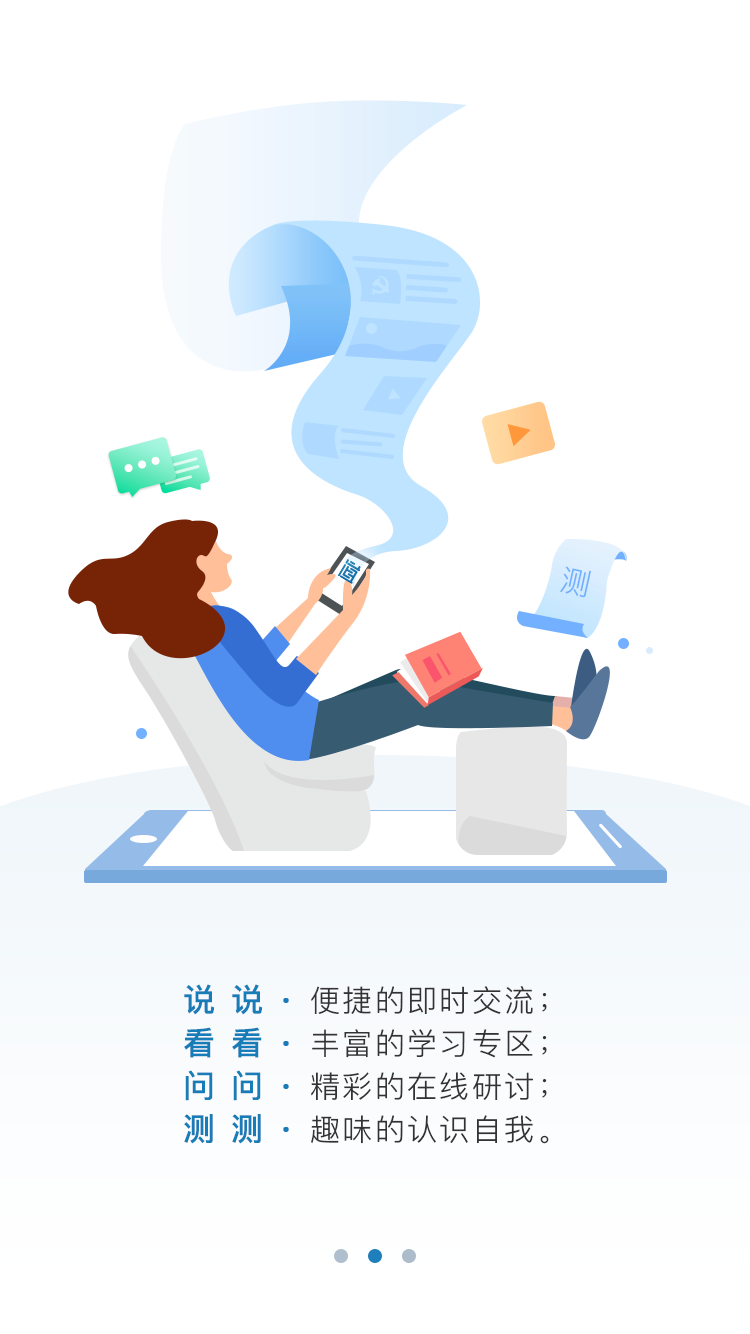 测
说说·便捷的即时交流；
看看·丰富的学习专区；
问问·精彩的在线研讨；
测测·趣味的认识自我。